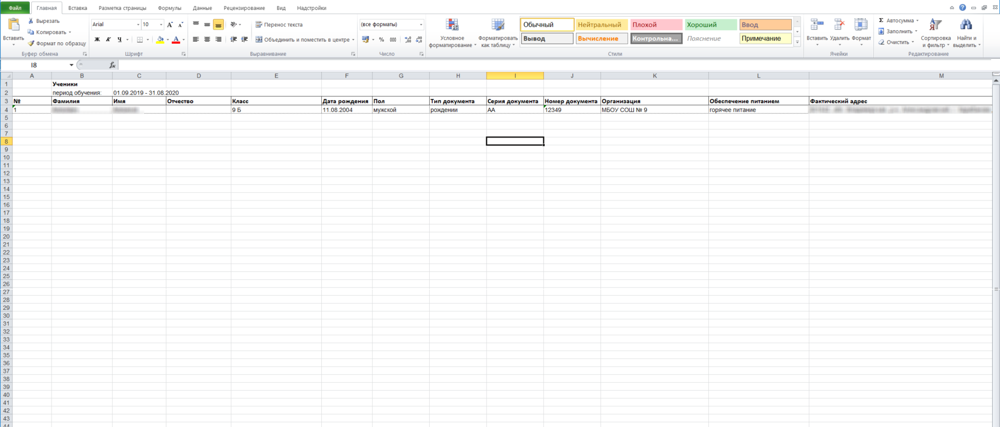 Файл Главная Вставка Разметка страницы Формулы Данные Рецензирование Вид Надстройки
Вставить
Вырезать
Копировать
Формат по образцу
Буфер обмена
Arial 10
Ж К Ч А
Шрифт
Перенос текста
Объединить и поместить в центре
Выравнивание
(все форматы)
% 000
Число
Условное форматирование
Форматировать как таблицу
Обычный Нейтральный Плохой Хороший Ввод
Вывод Вычисление Контрольна... Пояснение Примечание
Стили
Вставить Удалить Формат
Ячейки
Σ Автосумма
Заполнить
Очистить
Сортировка и фильтр
Найти и выделить
Редактирование
I8 fx
A B C D E F G H I J K L M
1 Ученики
2 период обучения: 01.09.2019 - 31.08.2020
3 № Фамилия Имя Отчество Класс Дата рождения Пол Тип документа Серия документа Номер документа Организация Обеспечение питанием Фактический адрес
4 1 9 Б 11.08.2004 мужской рождении АА 12349 МБОУ СОШ № 9 горячее питание
5
6
7
8
9
10
11
12
13
14
15
16
17
18
19
20
21
22
23
24
25
26
27
28
29
30
31
32
33
34
35
36
37
38
39
40
41
42
43
44